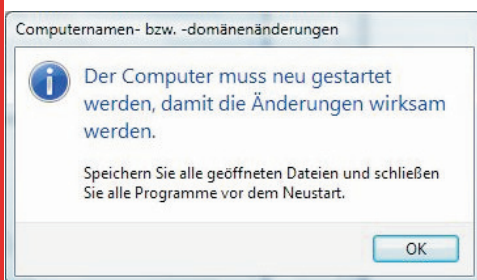 Computernamen- bzw. -domänenänderungen
Der Computer muss neu gestartet
werden, damit die Änderungen wirksam
werden.
Speichern Sie alle geöffneten Dateien und schließen
Sie alle Programme vor dem Neustart.
OK